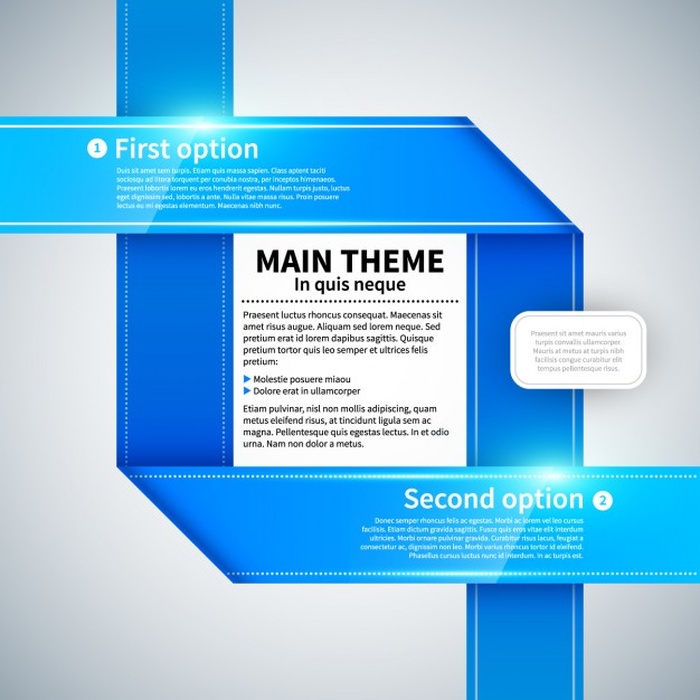 1 First option
Duis sit amet sem turpis. Etiam quis massa sapien. Class aptent taciti
sociosqu ad litora torquent per conubia nostra, per inceptos himenaeos.
Praesent lobortis lorem eu eros hendrerit egestas. Nullam turpis justo, luctus
eget dignissim sed, lobortis a ante. Nulla vitae massa risus. Proin posuere
lectus eu mi egestas elementum. Maecenas nibh nunc.
MAIN THEME
In quis neque
Praesent luctus rhoncus consequat. Maecenas sit
amet risus augue. Aliquam sed lorem neque. Sed
pretium est lorem, sed dapibus sagittis. Quisque
pretium tortor quis leo semper et ultrices felis
pretium:
Molestie posuere miaou
Dolore erat in ullamcorper
Etiam pulvinar, nisl non mollis adipiscing, quam
metus eleifend risus, at tincidunt ligula sem ac
magna. Pellentesque quis egestas lectus. In et odio
urna. Nam non dolor a metus.
Praesent sit amet mauris varius
turpis convallis ullamcorper.
Mauris at metus at turpis nibh
facilisis condimentum sit amet
tempus pellentesque risus.
Second option 2
Donec semper rhoncus felis ac egestas. Morbi ac lorem vel leo cursus
facilisis. Etiam tempor dapibus eros. Fusce quis eros vitae elit interdum
ultricies. Morbi ornare pulvinar gravida. Curabitur risus lacus, feugiat a
consectetur ac, dignissim non leo. Morbi varius rhoncus tortor id eleifend.
Phasellus cursus luctus nunc id interdum. In ac turpis est.